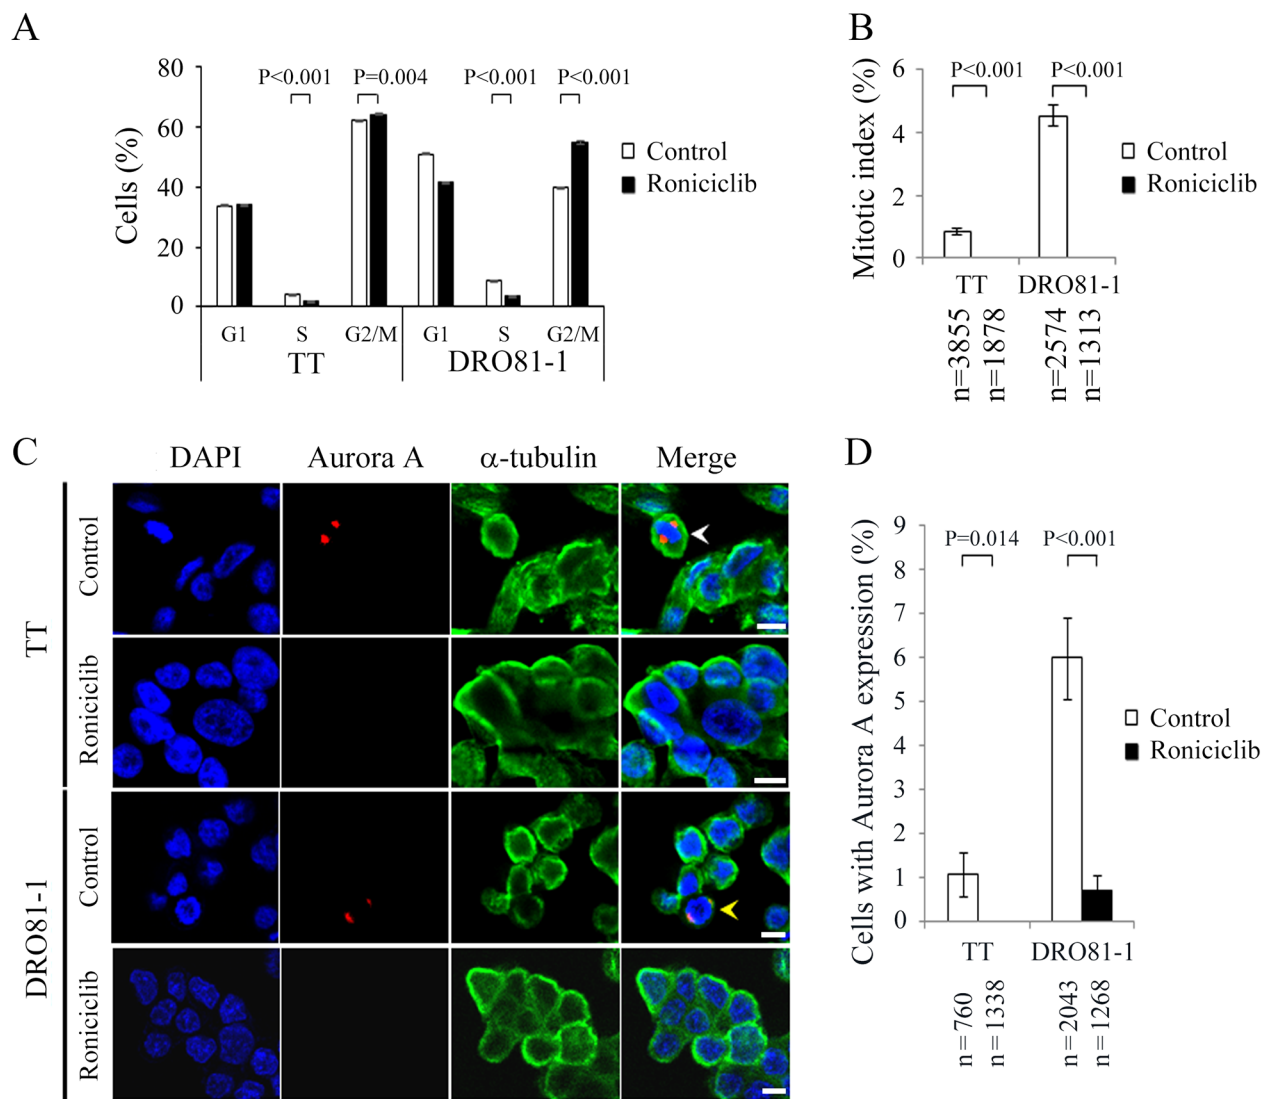 A
80
60
40
20
0
Cells (%)
P<0.001
P=0.004
P<0.001
P<0.001
Control
Roniciclib
G1
S
G2/M
G1
S
G2/M
TT
DRO81-1
B
6
4
2
0
Mitotic index (%)
P<0.001
P<0.001
Control
Roniciclib
TT
DRO81-1
n=3855
n=1878
n=2574
n=1313
C
DAPI
Aurora A
α-tubulin
Merge
TT
Control
Roniciclib
DRO81-1
Control
Roniciclib
D
9
8
7
6
5
4
3
2
1
0
Cells with Aurora A expression (%)
P=0.014
P<0.001
Control
Roniciclib
TT
DRO81-1
n=760
n=1338
n=2043
n=1268